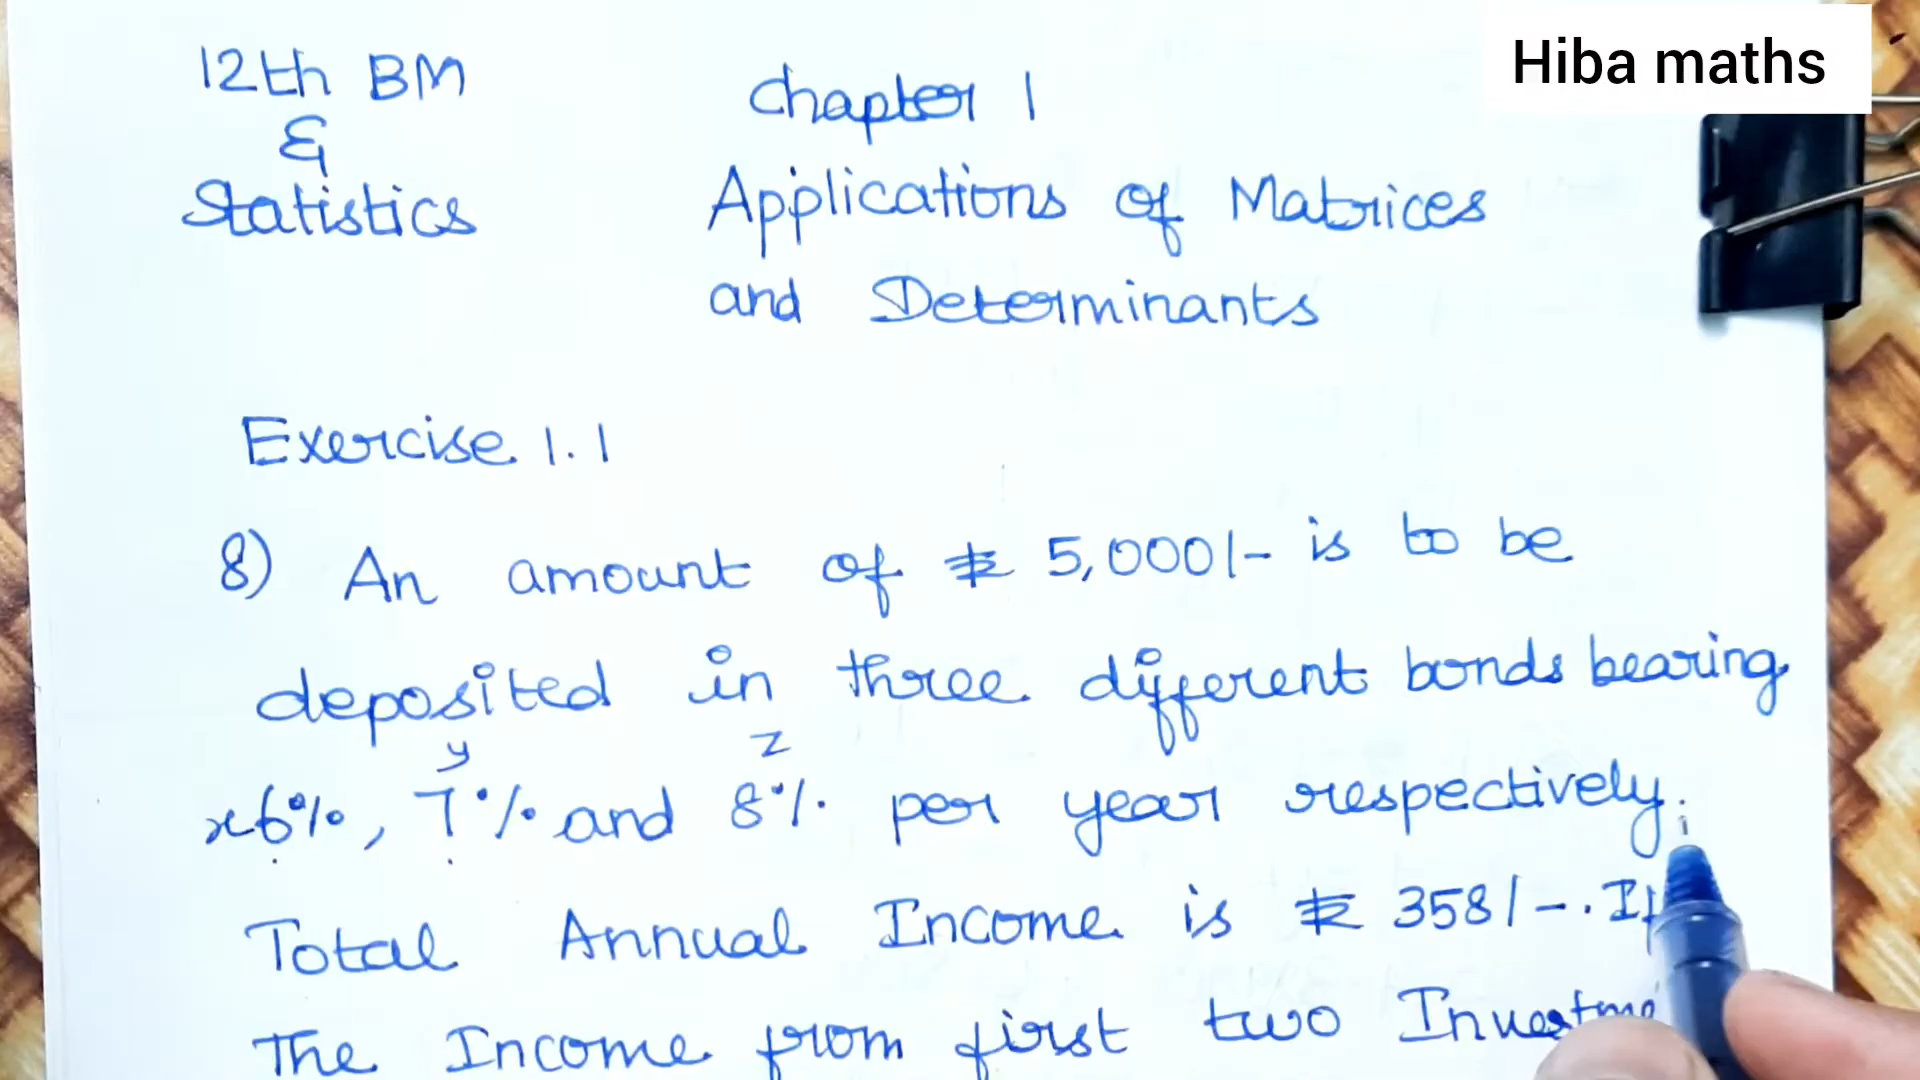 Hiba maths
12th BM
&
Statistics
Chapter 1
Applications of Matrices
and Determinants
Exercise 1.1
8) An amount of ₹ 5,000/- is to be
deposited in three different bonds bearing
y z
x6%, 7% and 8% per year respectively.
Total Annual Income is ₹ 358/-. If
The Income from first two Investme